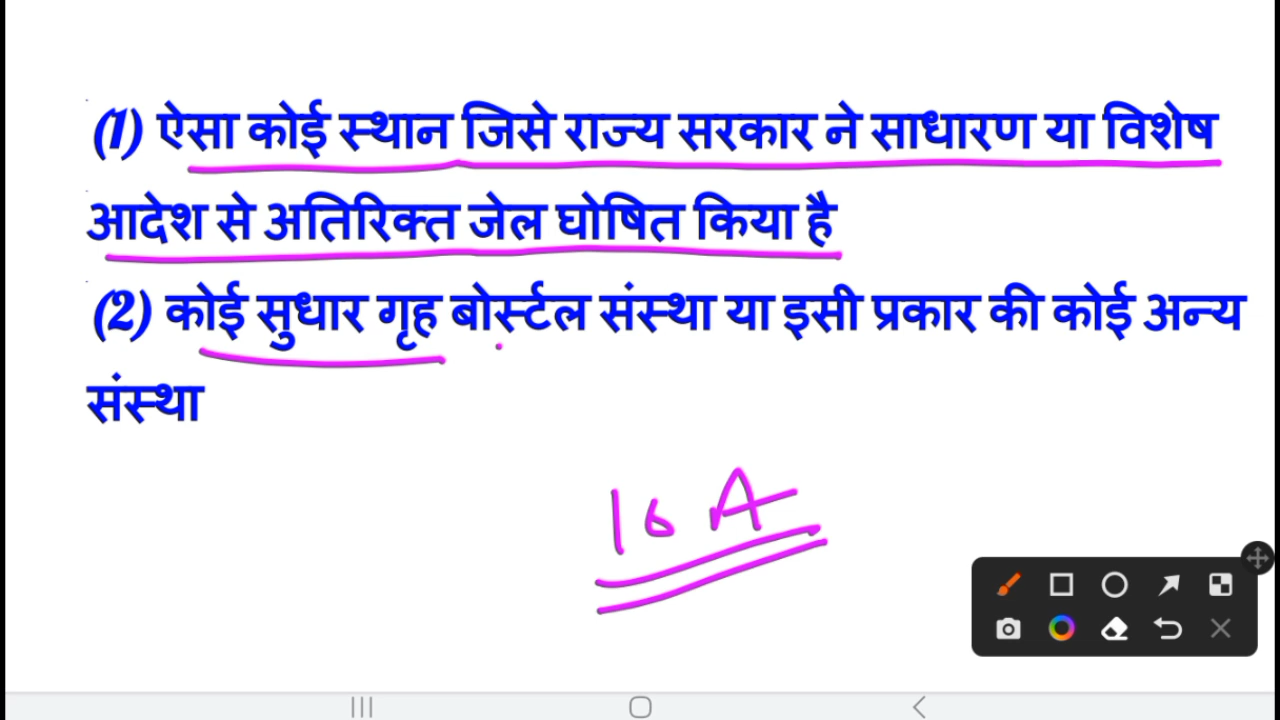 (1) ऐसा कोई स्थान जिसे राज्य सरकार ने साधारण या विशेष
आदेश से अतिरिक्त जेल घोषित किया है
(2) कोई सुधार गृह बोर्स्टल संस्था या इसी प्रकार की कोई अन्य
संस्था
16 A